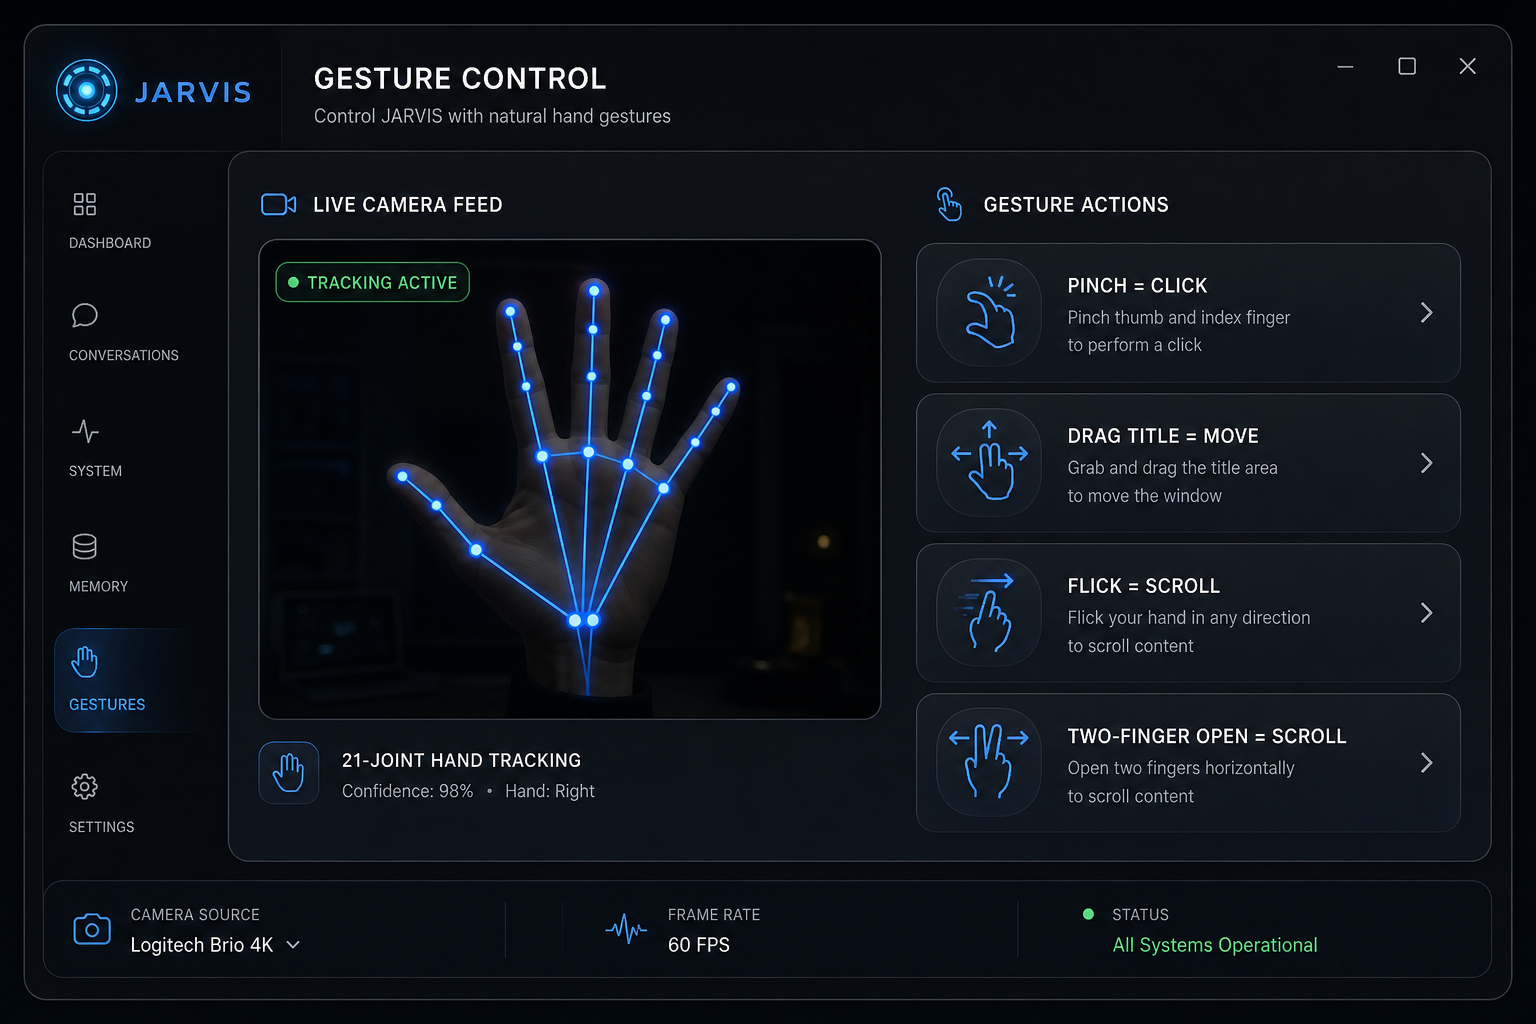 JARVIS
GESTURE CONTROL
Control JARVIS with natural hand gestures
DASHBOARD
CONVERSATIONS
SYSTEM
MEMORY
GESTURES
SETTINGS
LIVE CAMERA FEED
TRACKING ACTIVE
21-JOINT HAND TRACKING
Confidence: 98% • Hand: Right
GESTURE ACTIONS
PINCH = CLICK
Pinch thumb and index finger
to perform a click
DRAG TITLE = MOVE
Grab and drag the title area
to move the window
FLICK = SCROLL
Flick your hand in any direction
to scroll content
TWO-FINGER OPEN = SCROLL
Open two fingers horizontally
to scroll content
CAMERA SOURCE
Logitech Brio 4K
FRAME RATE
60 FPS
STATUS
All Systems Operational